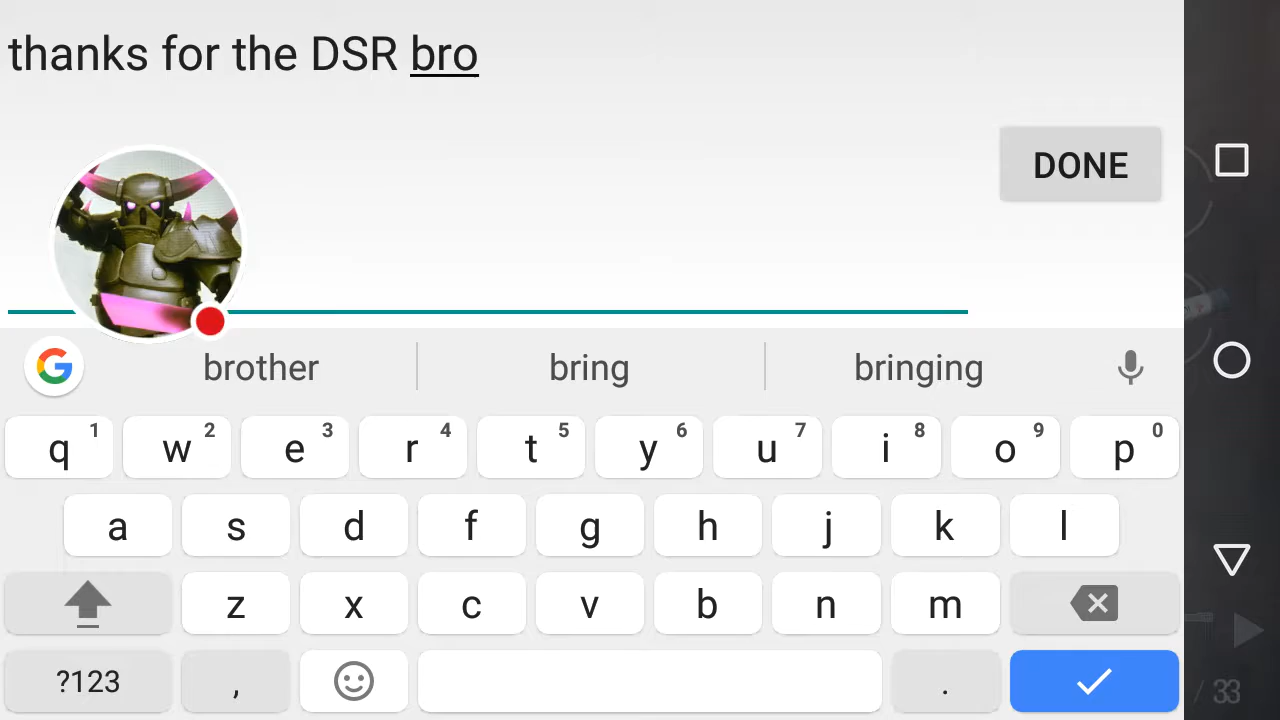 thanks for the DSR bro
DONE
brother bring bringing
q 1 w 2 e 3 r 4 t 5 y 6 u 7 i 8 o 9 p 0
a s d f g h j k l
z x c v b n m
?123 , .
/ 33